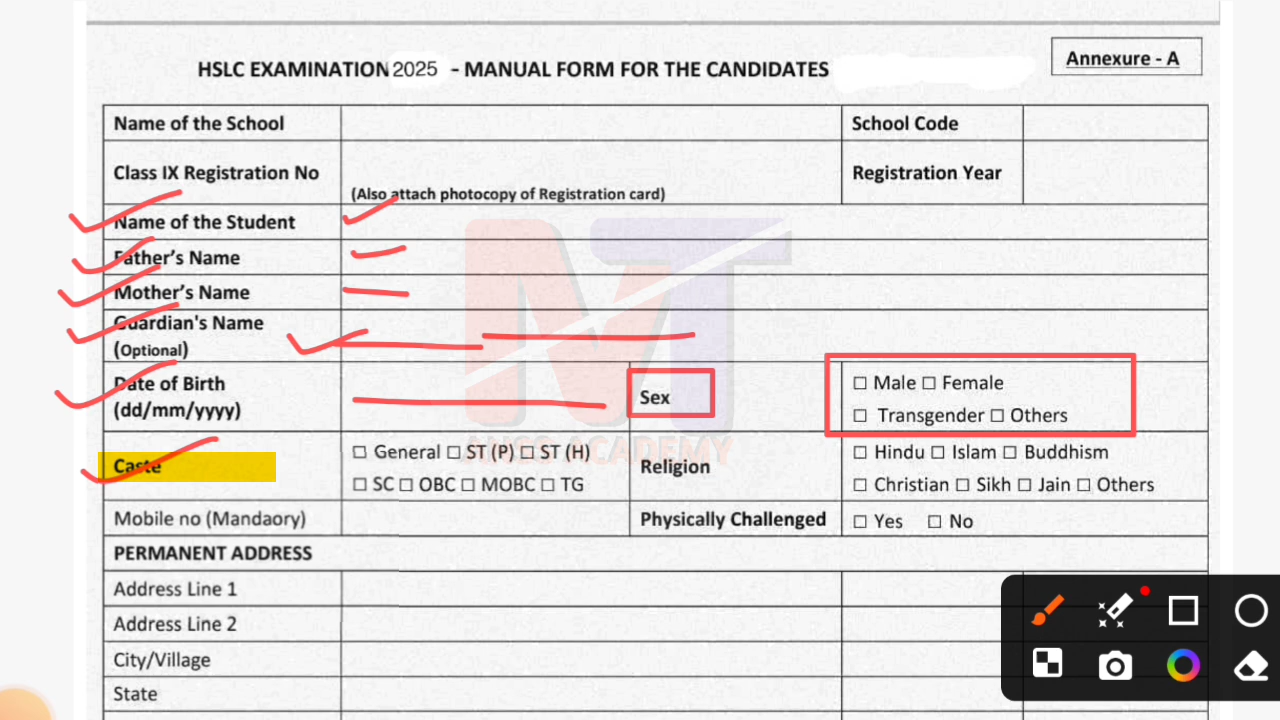 Annexure - A
HSLC EXAMINATION 2025 - MANUAL FORM FOR THE CANDIDATES
Name of the School School Code
Class IX Registration No (Also attach photocopy of Registration card) Registration Year
Name of the Student
Father's Name
Mother's Name
Guardian's Name
(Optional)
Date of Birth
(dd/mm/yyyy)
Sex
☐ Male ☐ Female
☐ Transgender ☐ Others
Caste
☐ General ☐ ST (P) ☐ ST (H)
☐ SC ☐ OBC ☐ MOBC ☐ TG
Religion
☐ Hindu ☐ Islam ☐ Buddhism
☐ Christian ☐ Sikh ☐ Jain ☐ Others
Mobile no (Mandaory) Physically Challenged ☐ Yes ☐ No
PERMANENT ADDRESS
Address Line 1
Address Line 2
City/Village
State